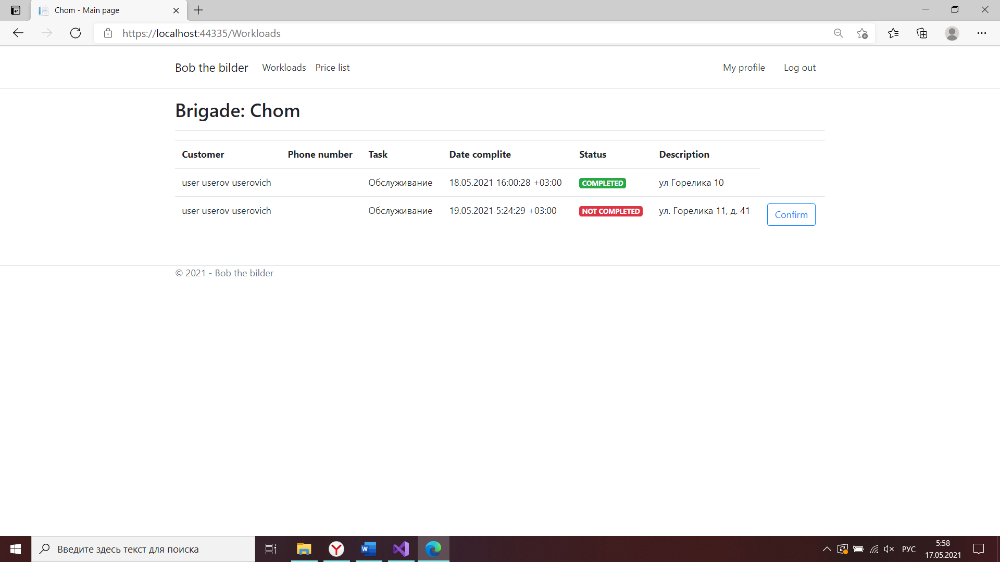 Chom - Main page
https://localhost:44335/Workloads
Bob the bilder Workloads Price list My profile Log out
Brigade: Chom
Customer Phone number Task Date complite Status Description
user userov userovich Обслуживание 18.05.2021 16:00:28 +03:00 COMPLETED ул Горелика 10
user userov userovich Обслуживание 19.05.2021 5:24:29 +03:00 NOT COMPLETED ул. Горелика 11, д. 41 Confirm
© 2021 - Bob the bilder
Введите здесь текст для поиска
РУС
5:58
17.05.2021